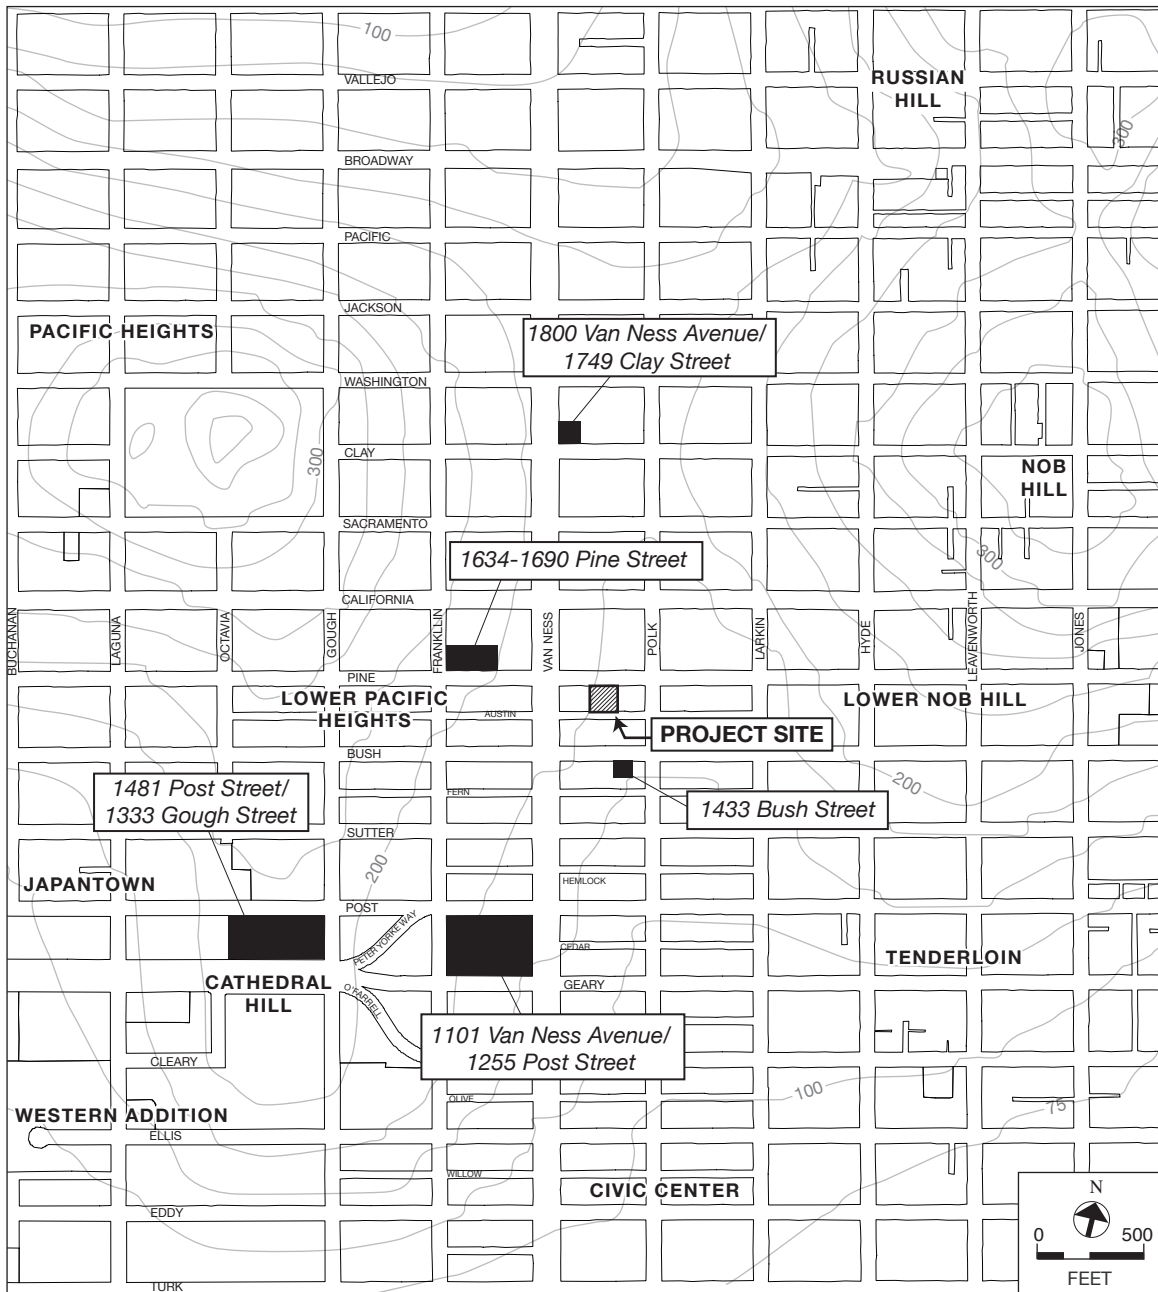 100
VALLEJO
RUSSIAN
HILL
300
BROADWAY
PACIFIC
JACKSON
PACIFIC HEIGHTS
1800 Van Ness Avenue/
1749 Clay Street
WASHINGTON
CLAY
300
NOB
HILL
SACRAMENTO
1634-1690 Pine Street
300
CALIFORNIA
BUCHANAN
LAGUNA
OCTAVIA
GOUGH
FRANKLLIN
VAN NESS
POLK
LARKIN
HYDE
LEAVENWORTH
JONES
PINE
LOWER PACIFIC
HEIGHTS
AUSTIN
LOWER NOB HILL
PROJECT SITE
BUSH
200
1481 Post Street/
1333 Gough Street
FERN
1433 Bush Street
SUTTER
200
JAPANTOWN
HEMLOCK
POST
PETER YORKE WAY
CEDAR
TENDERLOIN
CATHEDRAL
HILL
GEARY
O'FARRELL
1101 Van Ness Avenue/
1255 Post Street
CLEARY
100
OLIVE
75
WESTERN ADDITION
ELLIS
WILLOW
CIVIC CENTER
EDDY
N
0 500
FEET
TURK